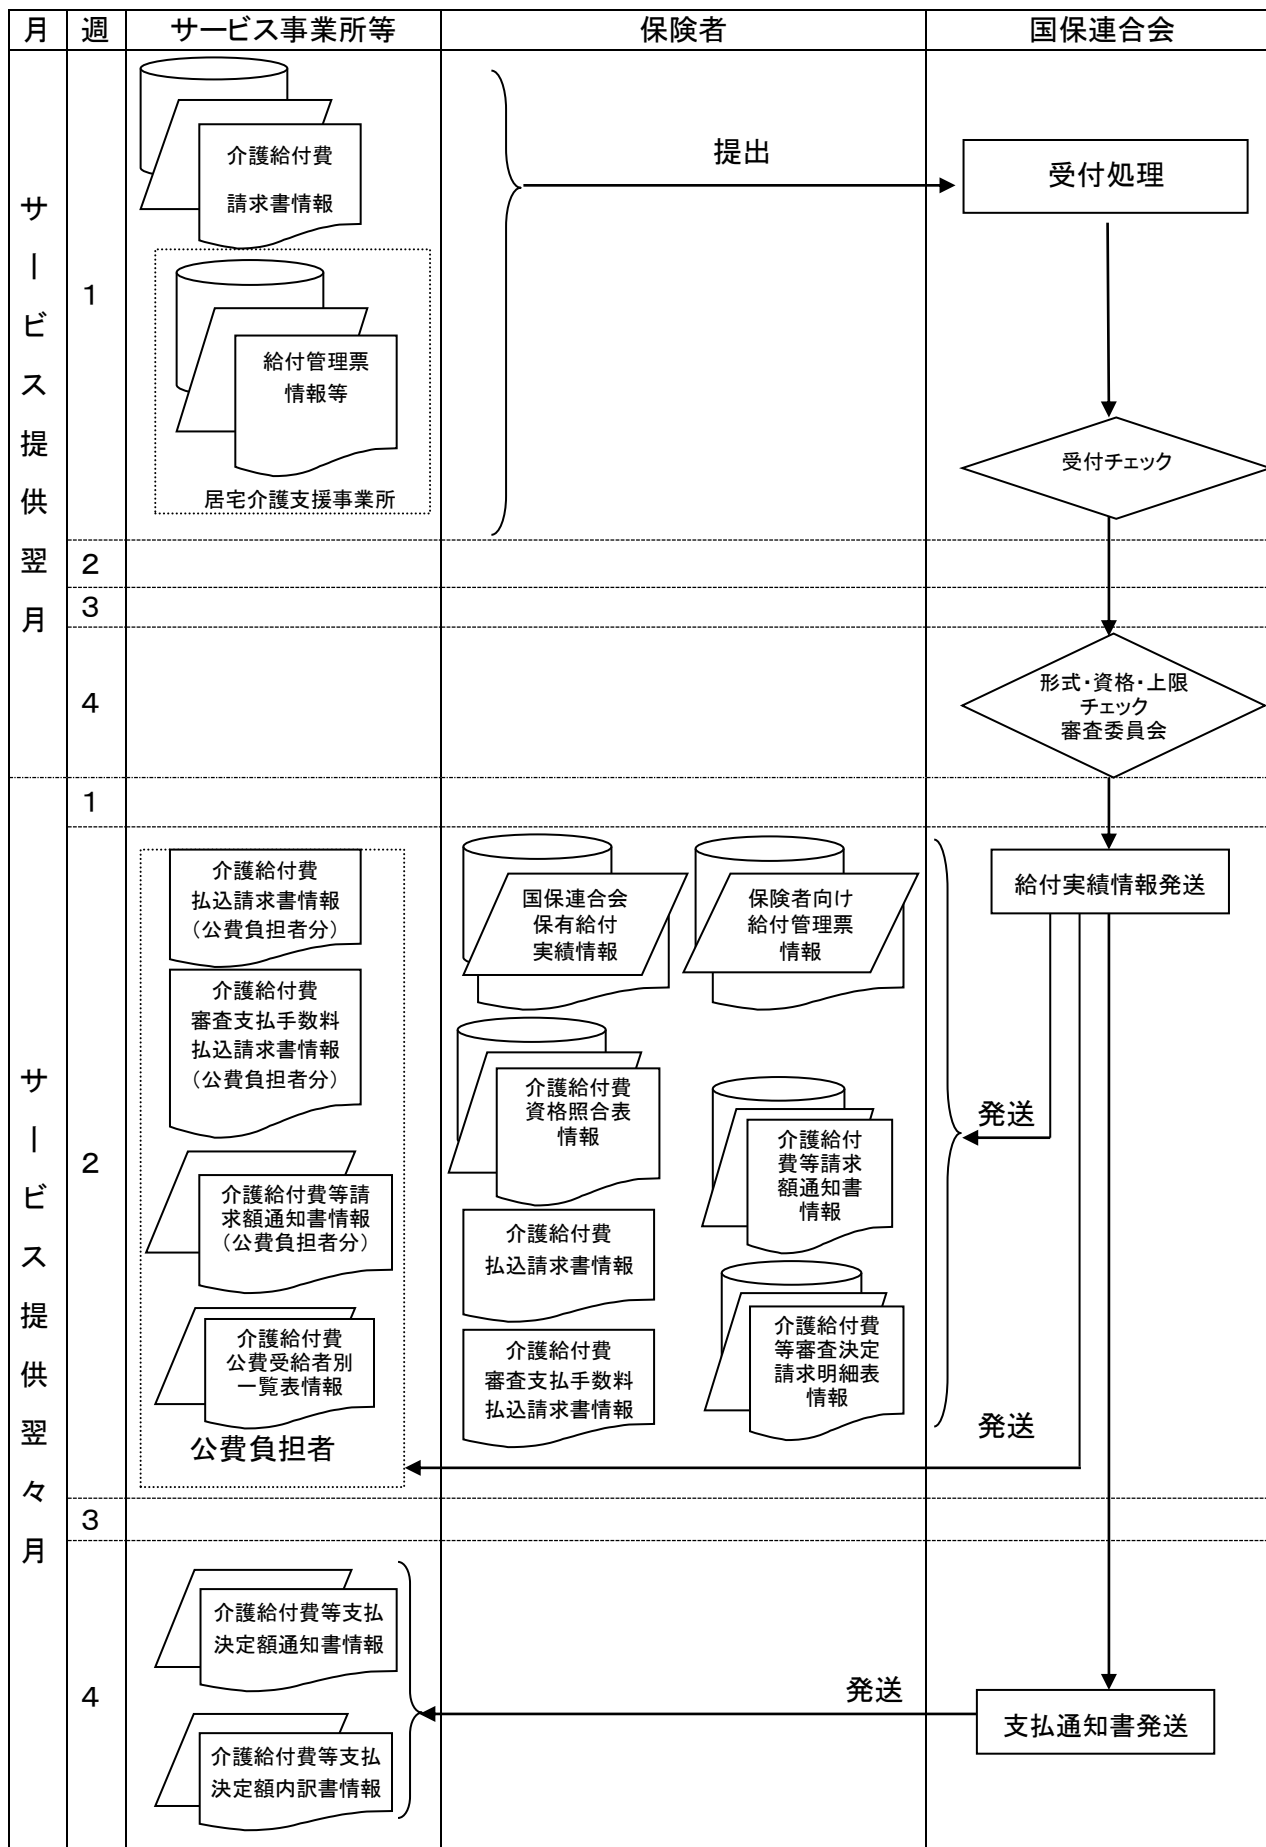 月
週
サービス事業所等
保険者
国保連合会
サービス提供翌月
1
介護給付費
請求書情報
給付管理票
情報等
居宅介護支援事業所
提出
受付処理
受付チェック
2
3
4
形式・資格・上限
チェック
審査委員会
サービス提供翌々月
1
2
介護給付費
払込請求書情報
（公費負担者分）
介護給付費
審査支払手数料
払込請求書情報
（公費負担者分）
介護給付費等請
求額通知書情報
（公費負担者分）
介護給付費
公費受給者別
一覧表情報
公費負担者
国保連合会
保有給付
実績情報
保険者向け
給付管理票
情報
介護給付費
資格照合表
情報
介護給付
費等請求
額通知書
情報
介護給付費
払込請求書情報
介護給付費
等審査決定
請求明細表
情報
介護給付費
審査支払手数料
払込請求書情報
給付実績情報発送
発送
発送
3
4
介護給付費等支払
決定額通知書情報
介護給付費等支払
決定額内訳書情報
発送
支払通知書発送